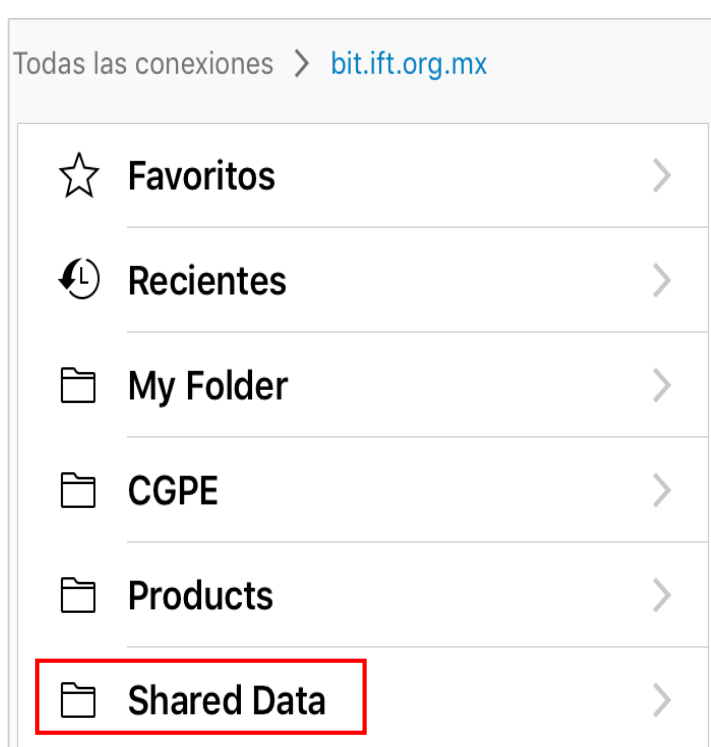 Todas las conexiones > bit.ift.org.mx
Favoritos
Recientes
My Folder
CGPE
Products
Shared Data